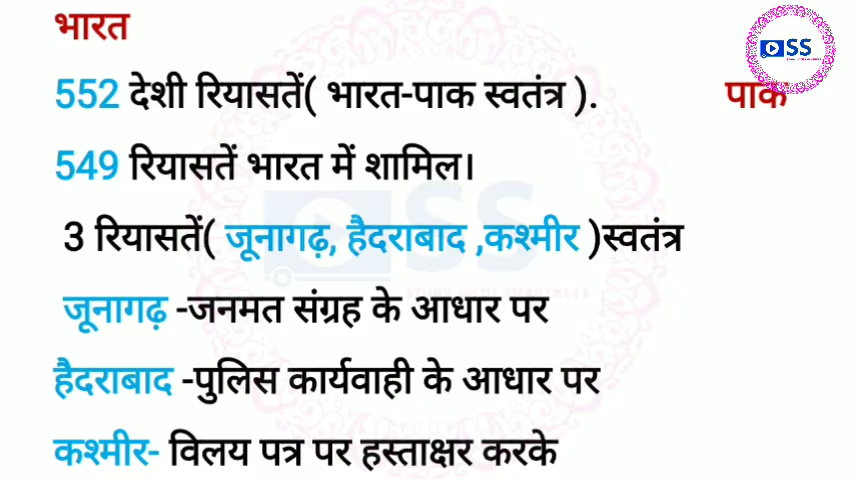 भारत
SS
552 देशी रियासतें( भारत-पाक स्वतंत्र ). पाक
549 रियासतें भारत में शामिल।
3 रियासतें( जूनागढ़, हैदराबाद ,कश्मीर )स्वतंत्र
जूनागढ़ -जनमत संग्रह के आधार पर
हैदराबाद -पुलिस कार्यवाही के आधार पर
कश्मीर- विलय पत्र पर हस्ताक्षर करके
SS